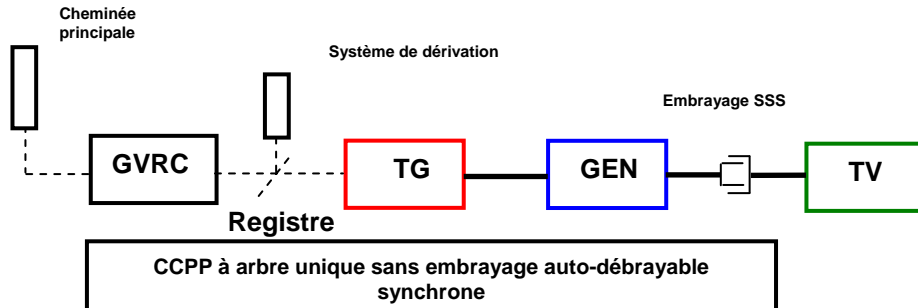 Cheminée
principale
Système de dérivation
Embrayage SSS
GVRC
TG
GEN
TV
Registre
CCPP à arbre unique sans embrayage auto-débrayable
synchrone